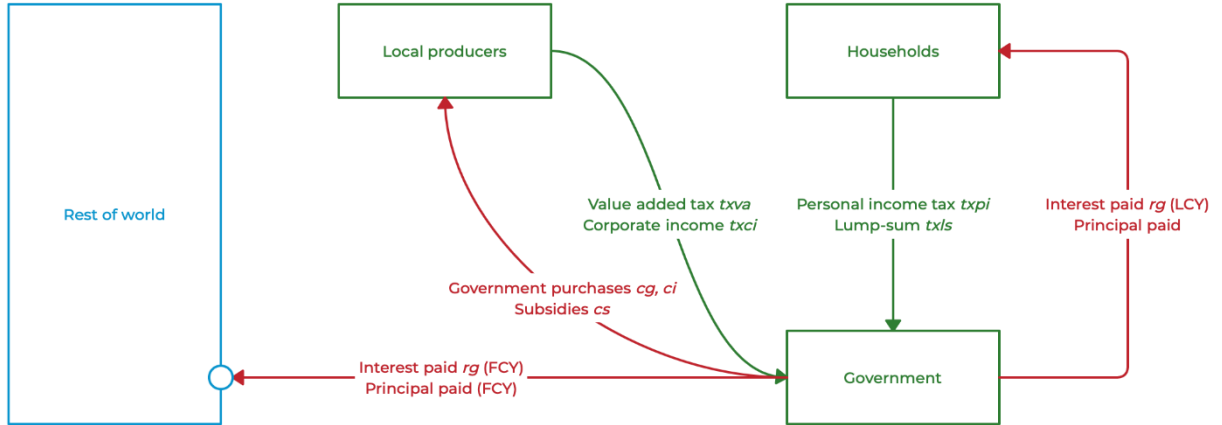 Local producers
Households
Rest of world
Value added tax txva
Corporate income txci
Personal income tax txpi
Lump-sum txls
Interest paid rg (LCY)
Principal paid
Government purchases cg, ci
Subsidies cs
Interest paid rg (FCY)
Principal paid (FCY)
Government